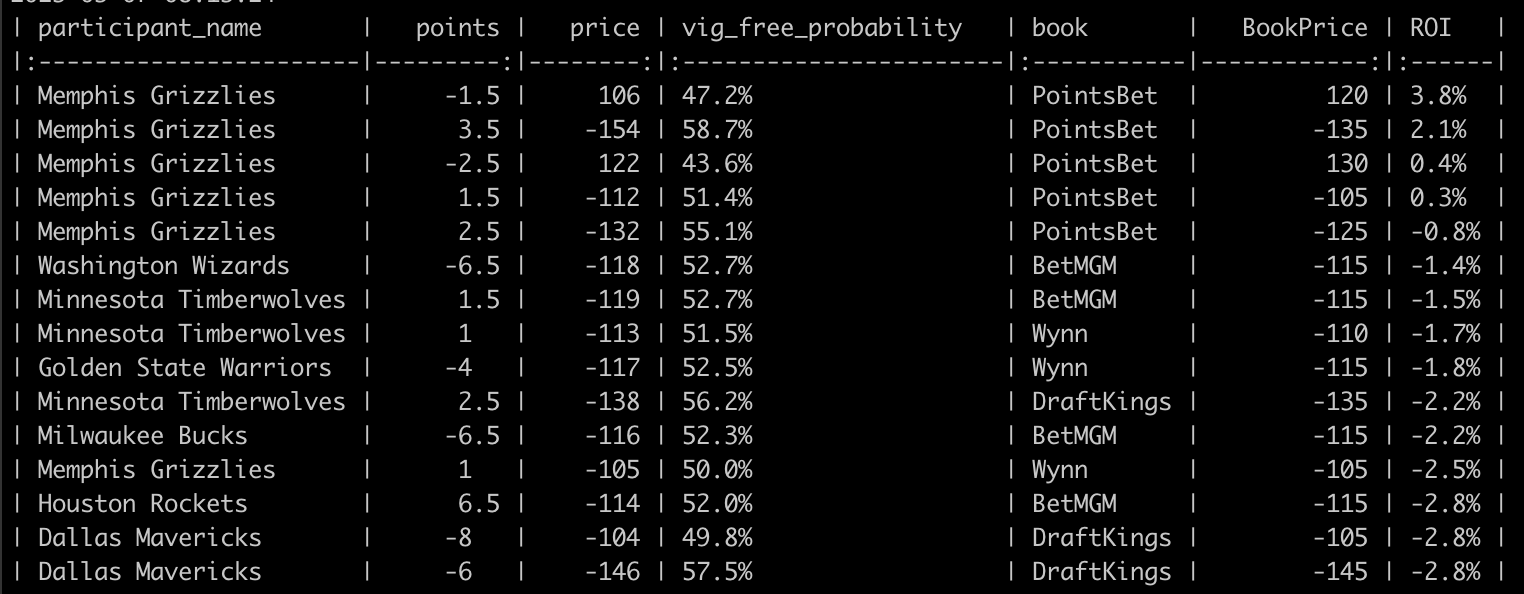 | participant_name | points | price | vig_free_probability | book | BookPrice | ROI |
|:-----------------------|---------:|--------:|:-----------------------|:-----------|------------:|:------|
| Memphis Grizzlies | -1.5 | 106 | 47.2% | PointsBet | 120 | 3.8% |
| Memphis Grizzlies | 3.5 | -154 | 58.7% | PointsBet | -135 | 2.1% |
| Memphis Grizzlies | -2.5 | 122 | 43.6% | PointsBet | 130 | 0.4% |
| Memphis Grizzlies | 1.5 | -112 | 51.4% | PointsBet | -105 | 0.3% |
| Memphis Grizzlies | 2.5 | -132 | 55.1% | PointsBet | -125 | -0.8% |
| Washington Wizards | -6.5 | -118 | 52.7% | BetMGM | -115 | -1.4% |
| Minnesota Timberwolves | 1.5 | -119 | 52.7% | BetMGM | -115 | -1.5% |
| Minnesota Timberwolves | 1 | -113 | 51.5% | Wynn | -110 | -1.7% |
| Golden State Warriors | -4 | -117 | 52.5% | Wynn | -115 | -1.8% |
| Minnesota Timberwolves | 2.5 | -138 | 56.2% | DraftKings | -135 | -2.2% |
| Milwaukee Bucks | -6.5 | -116 | 52.3% | BetMGM | -115 | -2.2% |
| Memphis Grizzlies | 1 | -105 | 50.0% | Wynn | -105 | -2.5% |
| Houston Rockets | 6.5 | -114 | 52.0% | BetMGM | -115 | -2.8% |
| Dallas Mavericks | -8 | -104 | 49.8% | DraftKings | -105 | -2.8% |
| Dallas Mavericks | -6 | -146 | 57.5% | DraftKings | -145 | -2.8% |